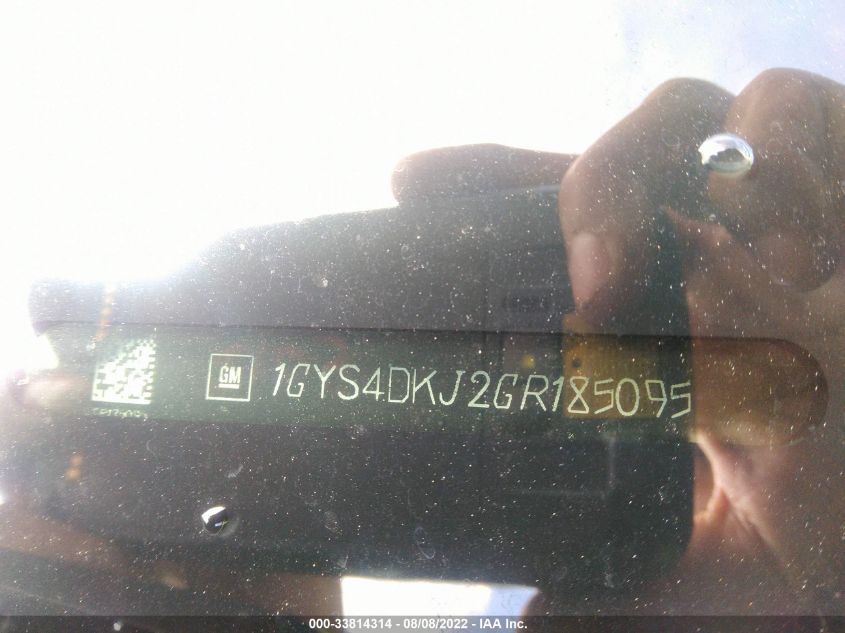 GM 1GYS4DKJ2GR185095
000-33814314 - 08/08/2022 - IAA Inc.